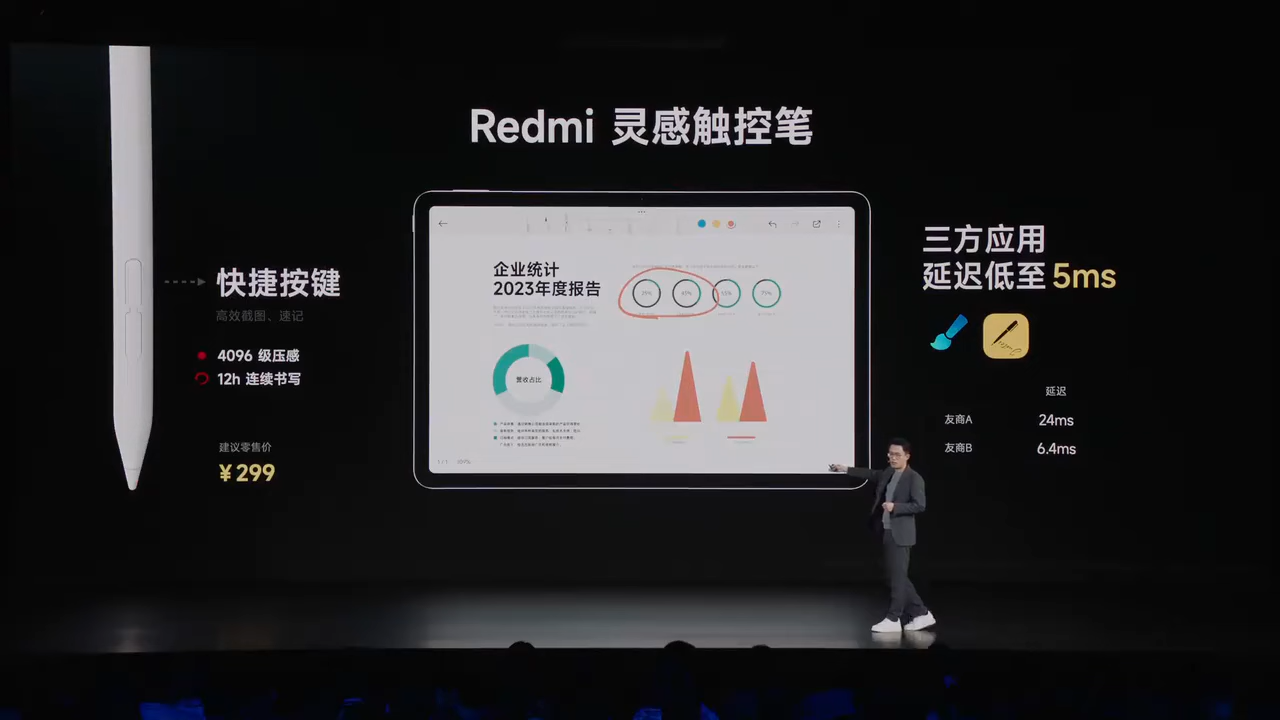 Redmi 灵感触控笔
快捷按键
高效截图、速记
4096 级压感
12h 连续书写
建议零售价
¥299
企业统计
2023年度报告
营收占比
三方应用
延迟低至 5ms
延迟
友商A 24ms
友商B 6.4ms